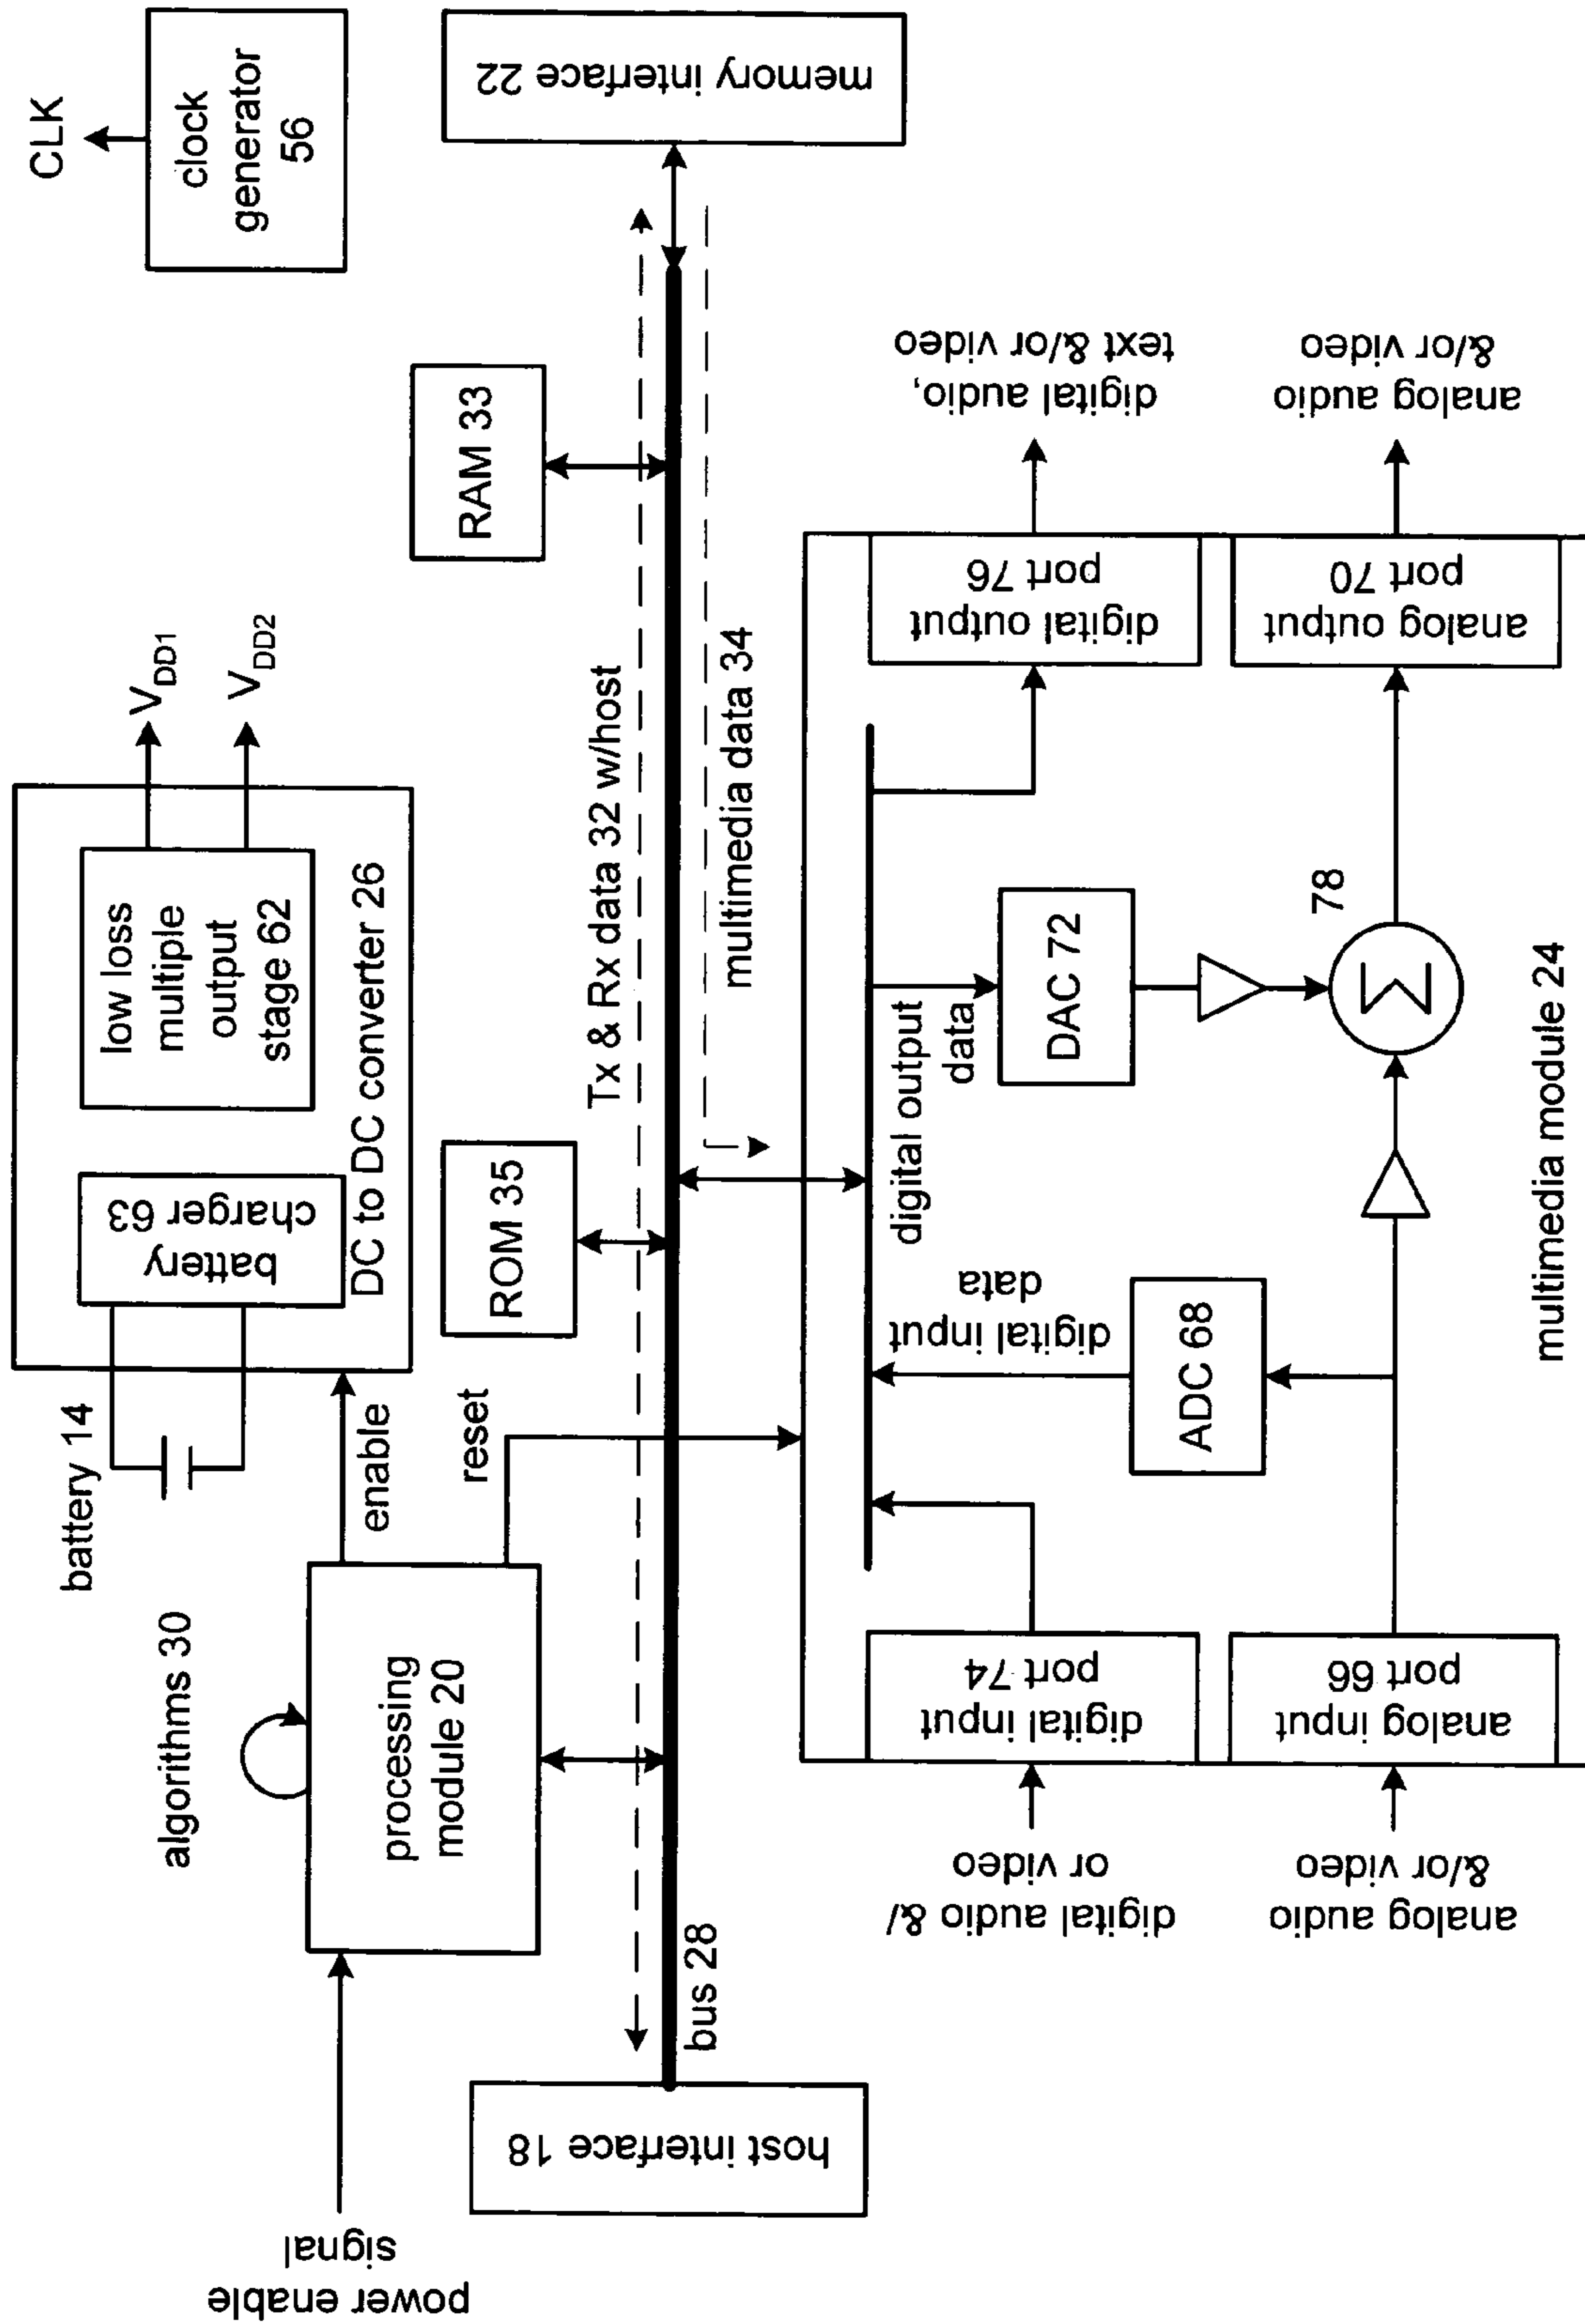 power enable
signal
algorithms 30
processing
module 20
battery 14
enable
reset
battery
charger 63
low loss
multiple
output
stage 62
DC to DC converter 26
VDD1
VDD2
CLK
clock
generator
56
host interface 18
bus 28
ROM 35
RAM 33
Tx & Rx data 32 w/host
multimedia data 34
memory interface 22
digital audio &/
or video
digital input
port 74
analog audio
&/or video
analog input
port 66
digital input
data
ADC 68
digital output
data
DAC 72
Σ
78
digital output
port 76
digital audio,
text &/or video
analog output
port 70
analog audio
&/or video
multimedia module 24